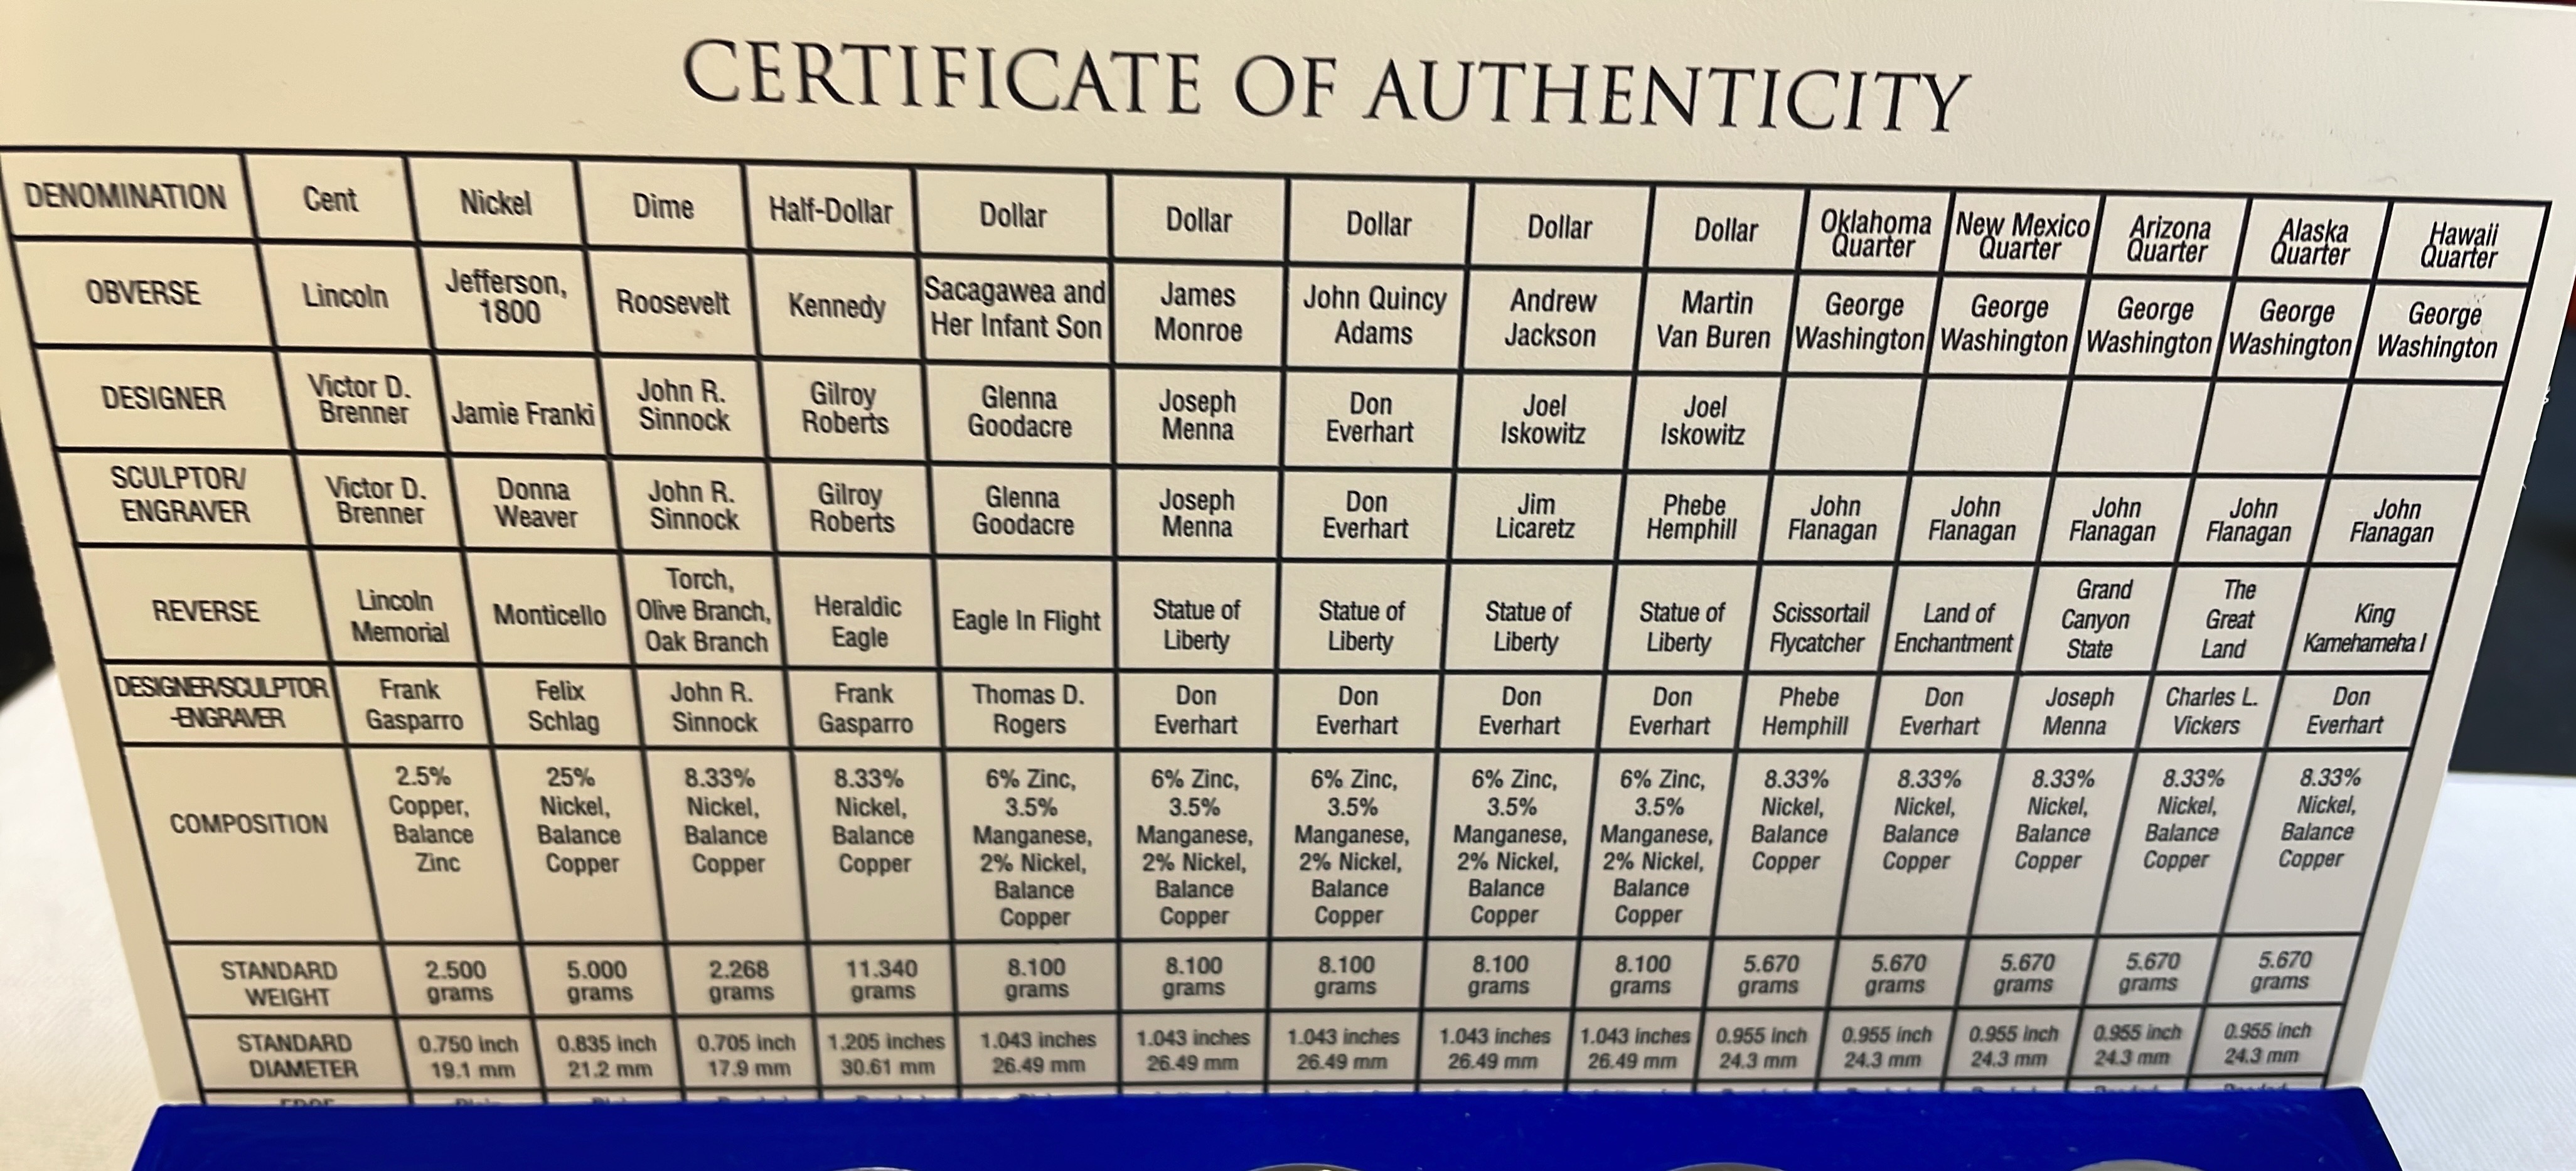 CERTIFICATE OF AUTHENTICITY
DENOMINATION Cent Nickel Dime Half-Dollar Dollar Dollar Dollar Dollar Dollar Oklahoma Quarter New Mexico Quarter Arizona Quarter Alaska Quarter Hawaii Quarter
OBVERSE Lincoln Jefferson, 1800 Roosevelt Kennedy Sacagawea and Her Infant Son James Monroe John Quincy Adams Andrew Jackson Martin Van Buren George Washington George Washington George Washington George Washington George Washington
DESIGNER Victor D. Brenner Jamie Franki John R. Sinnock Gilroy Roberts Glenna Goodacre Joseph Menna Don Everhart Joel Iskowitz Joel Iskowitz
SCULPTOR/ ENGRAVER Victor D. Brenner Donna Weaver John R. Sinnock Gilroy Roberts Glenna Goodacre Joseph Menna Don Everhart Jim Licaretz Phebe Hemphill John Flanagan John Flanagan John Flanagan John Flanagan John Flanagan
REVERSE Lincoln Memorial Monticello Torch, Olive Branch, Oak Branch Heraldic Eagle Eagle In Flight Statue of Liberty Statue of Liberty Statue of Liberty Statue of Liberty Scissortail Flycatcher Land of Enchantment Grand Canyon State The Great Land King Kamehameha I
DESIGNER/SCULPTOR -ENGRAVER Frank Gasparro Felix Schlag John R. Sinnock Frank Gasparro Thomas D. Rogers Don Everhart Don Everhart Don Everhart Don Everhart Phebe Hemphill Don Everhart Joseph Menna Charles L. Vickers Don Everhart
COMPOSITION 2.5% Copper, Balance Zinc 25% Nickel, Balance Copper 8.33% Nickel, Balance Copper 8.33% Nickel, Balance Copper 6% Zinc, 3.5% Manganese, 2% Nickel, Balance Copper 6% Zinc, 3.5% Manganese, 2% Nickel, Balance Copper 6% Zinc, 3.5% Manganese, 2% Nickel, Balance Copper 6% Zinc, 3.5% Manganese, 2% Nickel, Balance Copper 6% Zinc, 3.5% Manganese, 2% Nickel, Balance Copper 8.33% Nickel, Balance Copper 8.33% Nickel, Balance Copper 8.33% Nickel, Balance Copper 8.33% Nickel, Balance Copper 8.33% Nickel, Balance Copper
STANDARD WEIGHT 2.500 grams 5.000 grams 2.268 grams 11.340 grams 8.100 grams 8.100 grams 8.100 grams 8.100 grams 8.100 grams 5.670 grams 5.670 grams 5.670 grams 5.670 grams 5.670 grams
STANDARD DIAMETER 0.750 inch 19.1 mm 0.835 inch 21.2 mm 0.705 inch 17.9 mm 1.205 inches 30.61 mm 1.043 inches 26.49 mm 1.043 inches 26.49 mm 1.043 inches 26.49 mm 1.043 inches 26.49 mm 1.043 inches 26.49 mm 0.955 inch 24.3 mm 0.955 inch 24.3 mm 0.955 inch 24.3 mm 0.955 inch 24.3 mm 0.955 inch 24.3 mm